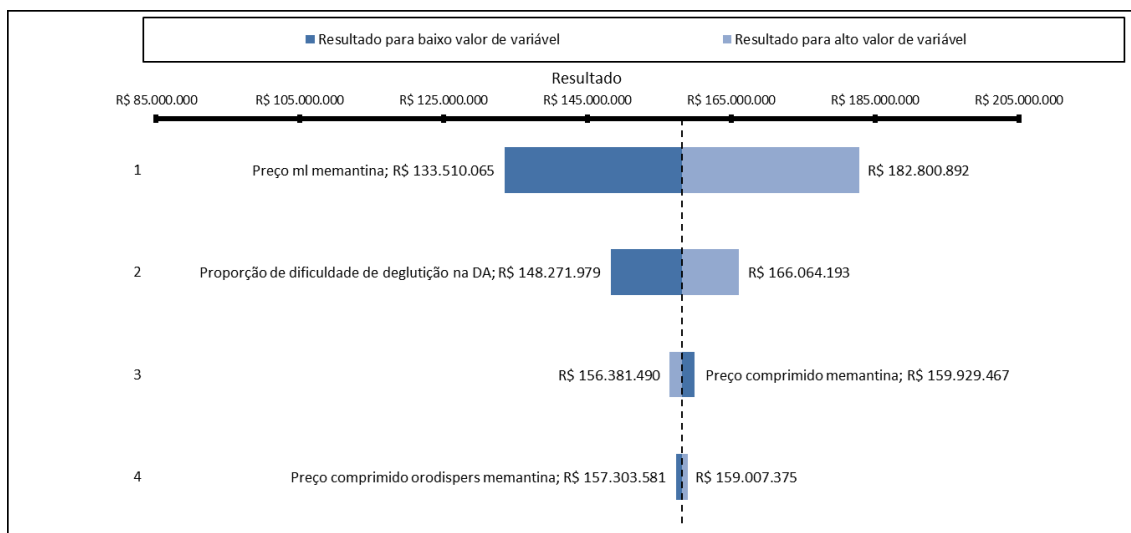 Resultado para baixo valor de variável Resultado para alto valor de variável
Resultado
R$ 85.000.000 R$ 105.000.000 R$ 125.000.000 R$ 145.000.000 R$ 165.000.000 R$ 185.000.000 R$ 205.000.000
1 Preço ml memantina; R$ 133.510.065 R$ 182.800.892
2 Proporção de dificuldade de deglutição na DA; R$ 148.271.979 R$ 166.064.193
3 R$ 156.381.490 Preço comprimido memantina; R$ 159.929.467
4 Preço comprimido orodispers memantina; R$ 157.303.581 R$ 159.007.375